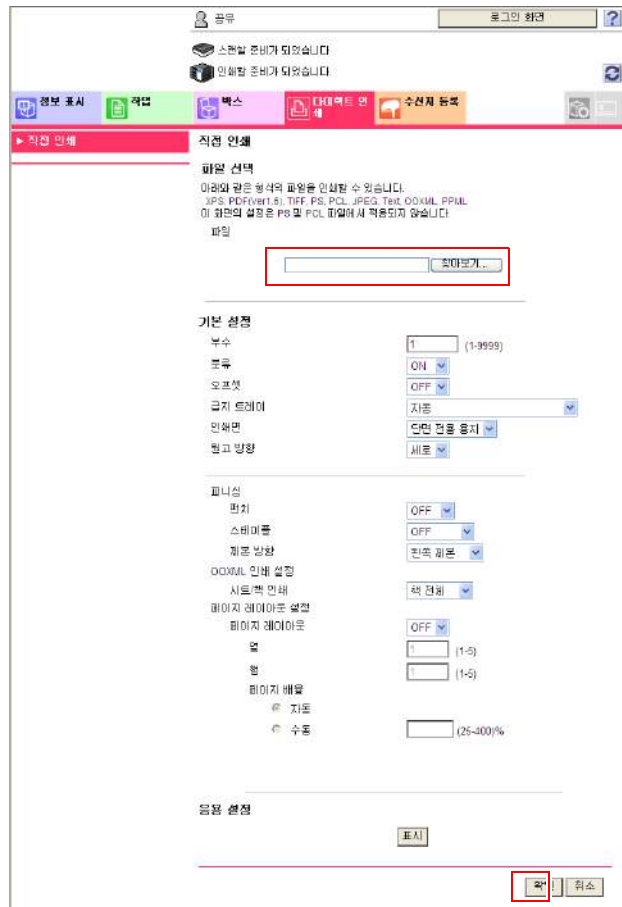 공유
로그인 화면
?
스캔할 준비가 되었습니다
인쇄할 준비가 되었습니다.
정보 표시
작업
박스
다이렉트 인쇄
수신지 등록
▶ 직접 인쇄
직접 인쇄
파일 선택
아래와 같은 형식의 파일을 인쇄할 수 있습니다.
XPS, PDF(Ver1.6), TIFF, PS, PCL, JPEG, Text, OOXML, PPML
이 화면의 설정은 PS 및 PCL 파일에서 적용되지 않습니다.
파일
찾아보기...
기본 설정
부수 1 (1-9999)
분류 ON
오프셋 OFF
급지 트레이 자동
인쇄면 단면 전용 용지
원고 방향 세로
피니싱
펀치 OFF
스테이플 OFF
제본 방향 왼쪽 제본
OOXML 인쇄 설정
시트/책 인쇄 책 전체
페이지 레이아웃 설정
페이지 레이아웃 OFF
열 1 (1-5)
행 1 (1-5)
페이지 배율
자동
수동 (25-400)%
응용 설정
표시
확인 취소